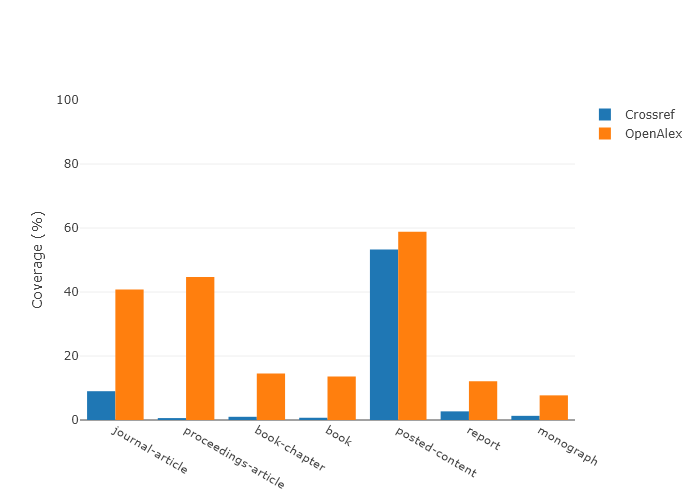 100
80
60
40
20
0
Coverage (%)
journal-article
proceedings-article
book-chapter
book
posted-content
report
monograph
Crossref
OpenAlex